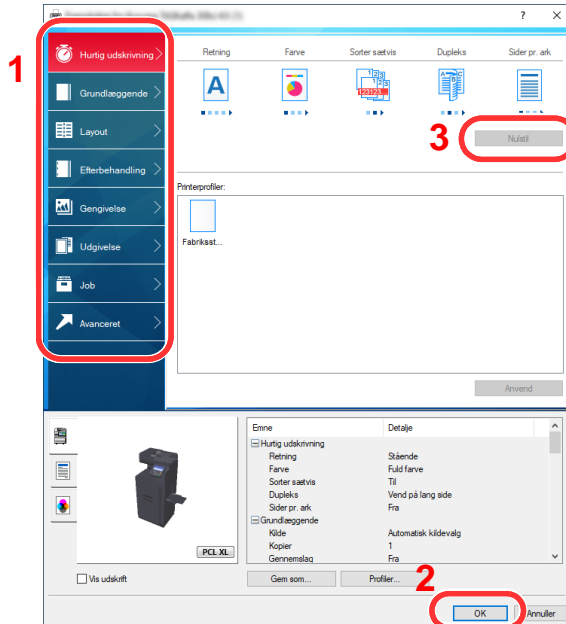 ? ×
1
Hurtig udskrivning
Grundlæggende
Layout
Efterbehandling
Gengivelse
Udgivelse
Job
Avanceret
Retning Farve Sorter sætvis Dupleks Sider pr. ark
3
Nulstil
Printerprofiler:
Fabriksst...
Anvend
PCL XL
Vis udskrift
Emne Detalje
Hurtig udskrivning
Retning Stående
Farve Fuld farve
Sorter sætvis Til
Dupleks Vend på lang side
Sider pr. ark Fra
Grundlæggende
Kilde Automatisk kildevalg
Kopier 1
Gennemslag Fra
Gem som... Profiler...
2
OK Annuller